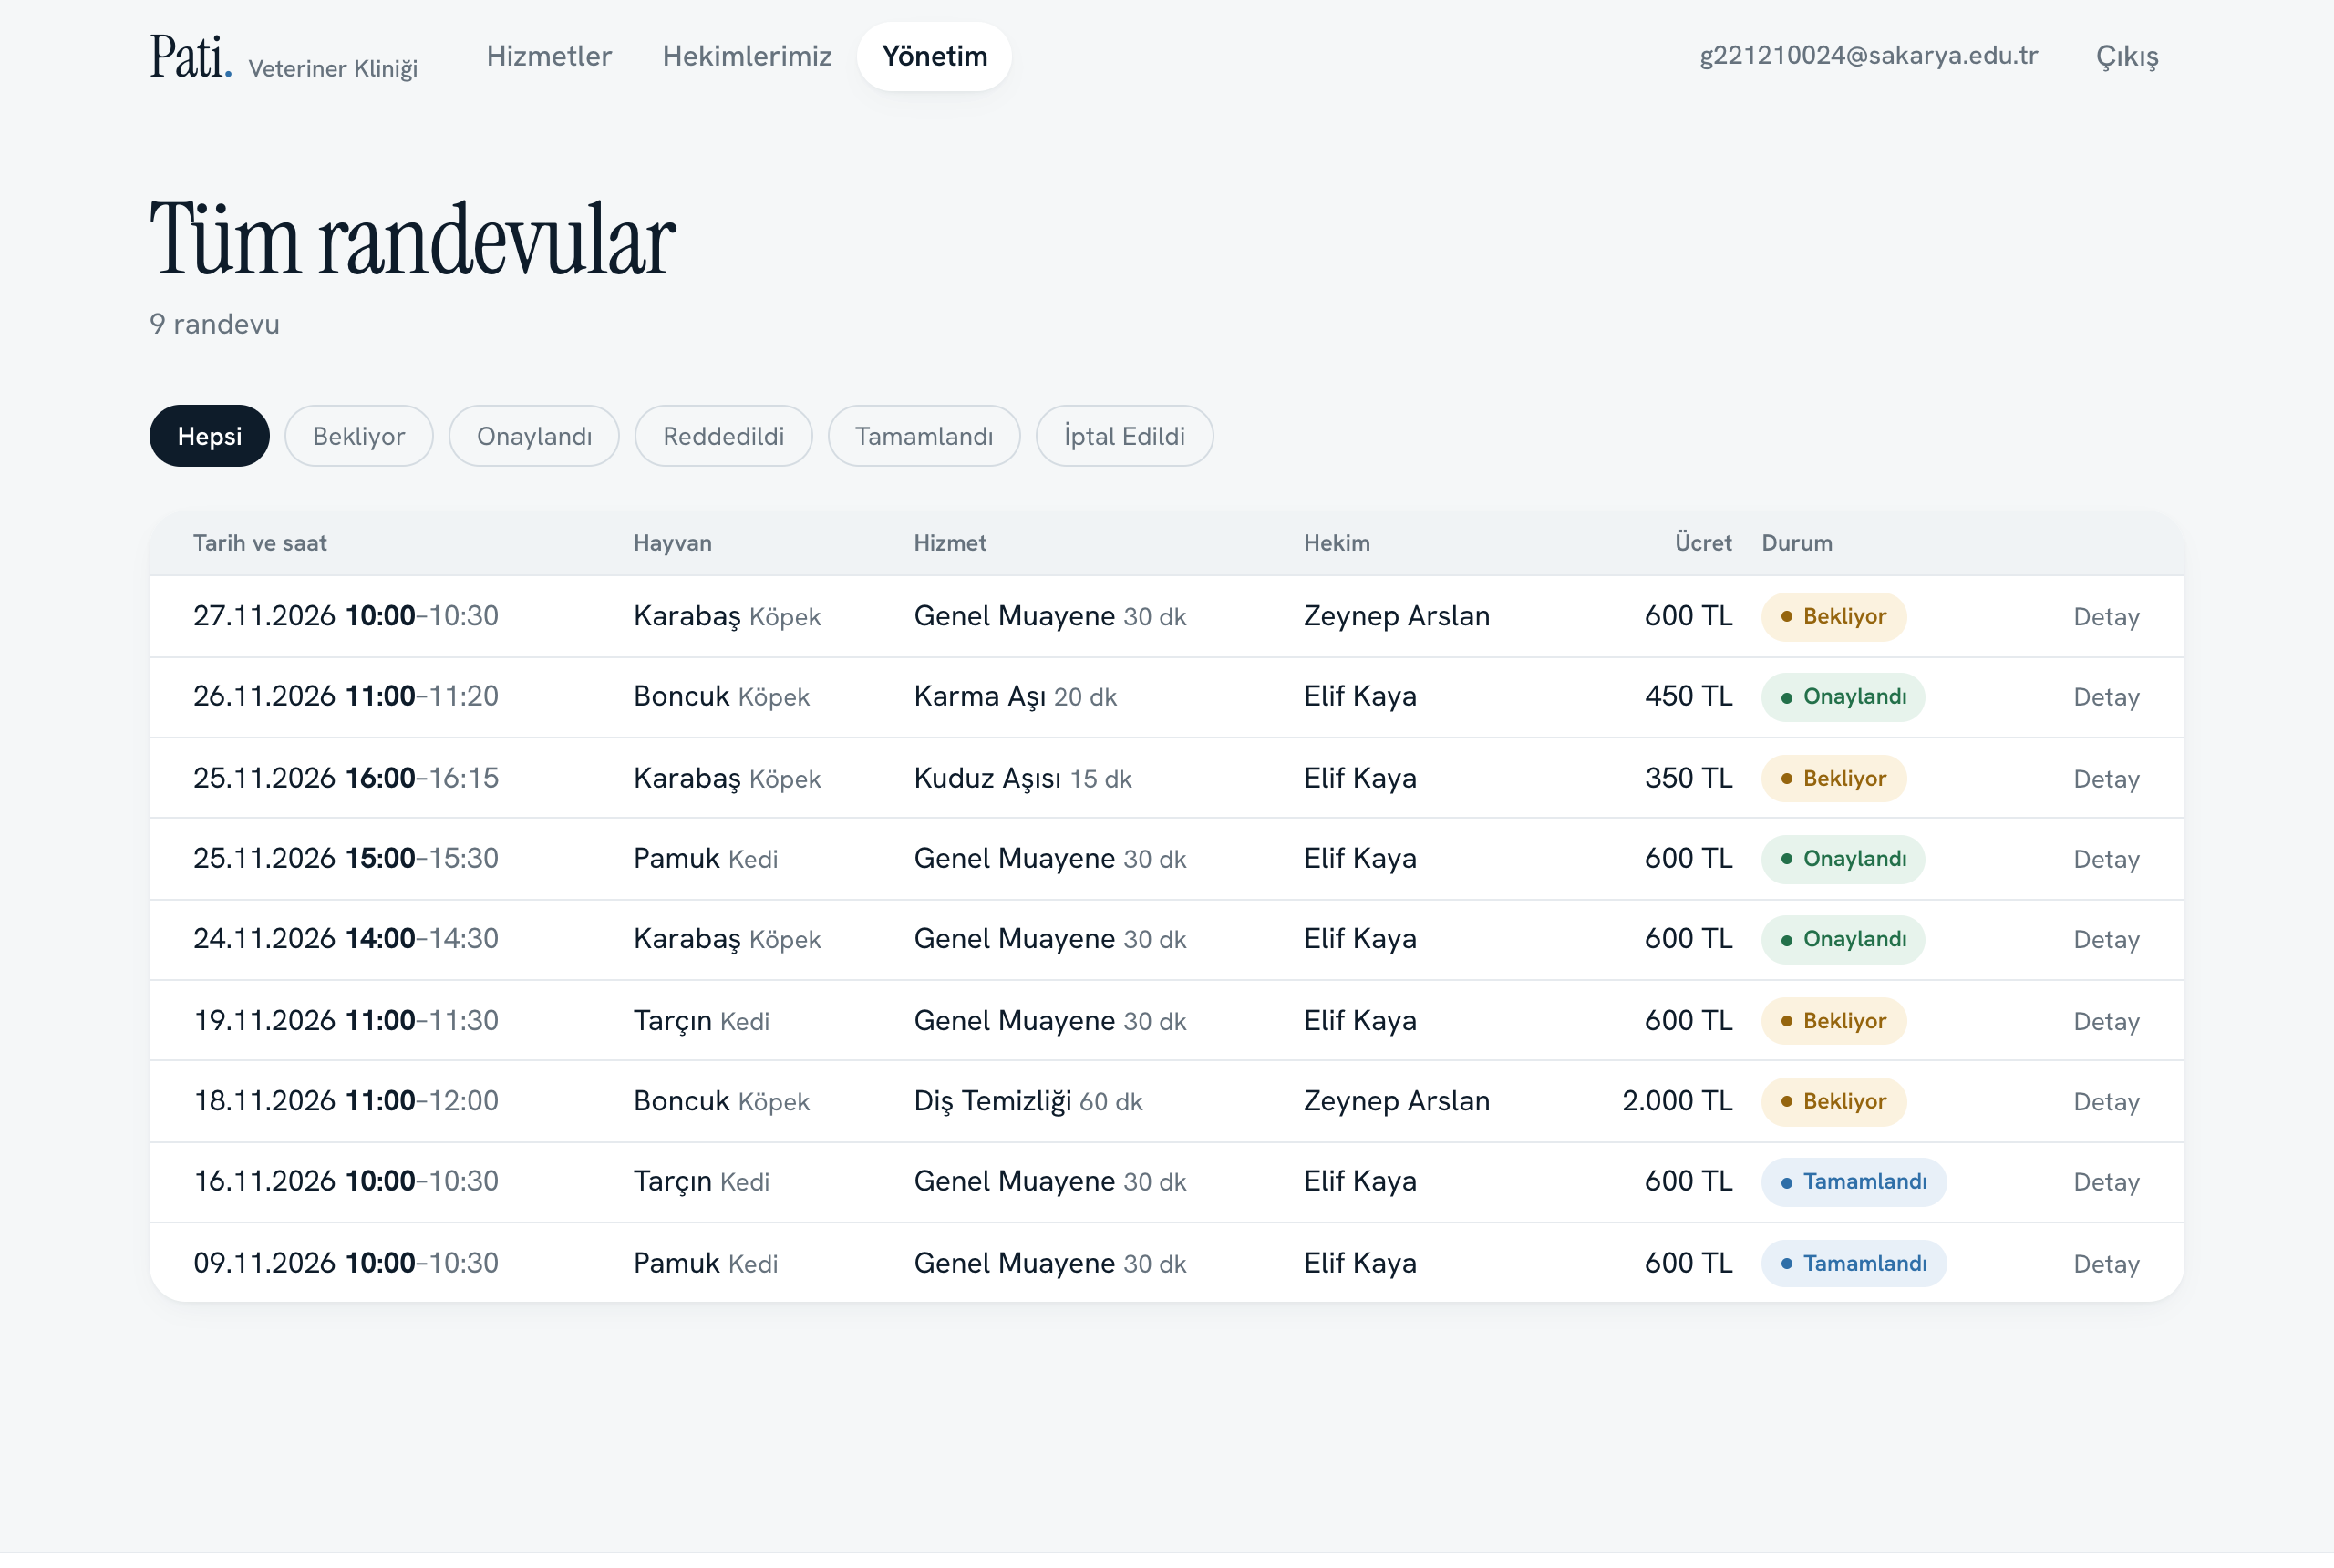 Pati. Veteriner Kliniği Hizmetler Hekimlerimiz Yönetim g221210024@sakarya.edu.tr Çıkış
Tüm randevular
9 randevu
Hepsi Bekliyor Onaylandı Reddedildi Tamamlandı İptal Edildi
Tarih ve saat Hayvan Hizmet Hekim Ücret Durum
27.11.2026 10:00–10:30 Karabaş Köpek Genel Muayene 30 dk Zeynep Arslan 600 TL Bekliyor Detay
26.11.2026 11:00–11:20 Boncuk Köpek Karma Aşı 20 dk Elif Kaya 450 TL Onaylandı Detay
25.11.2026 16:00–16:15 Karabaş Köpek Kuduz Aşısı 15 dk Elif Kaya 350 TL Bekliyor Detay
25.11.2026 15:00–15:30 Pamuk Kedi Genel Muayene 30 dk Elif Kaya 600 TL Onaylandı Detay
24.11.2026 14:00–14:30 Karabaş Köpek Genel Muayene 30 dk Elif Kaya 600 TL Onaylandı Detay
19.11.2026 11:00–11:30 Tarçın Kedi Genel Muayene 30 dk Elif Kaya 600 TL Bekliyor Detay
18.11.2026 11:00–12:00 Boncuk Köpek Diş Temizliği 60 dk Zeynep Arslan 2.000 TL Bekliyor Detay
16.11.2026 10:00–10:30 Tarçın Kedi Genel Muayene 30 dk Elif Kaya 600 TL Tamamlandı Detay
09.11.2026 10:00–10:30 Pamuk Kedi Genel Muayene 30 dk Elif Kaya 600 TL Tamamlandı Detay